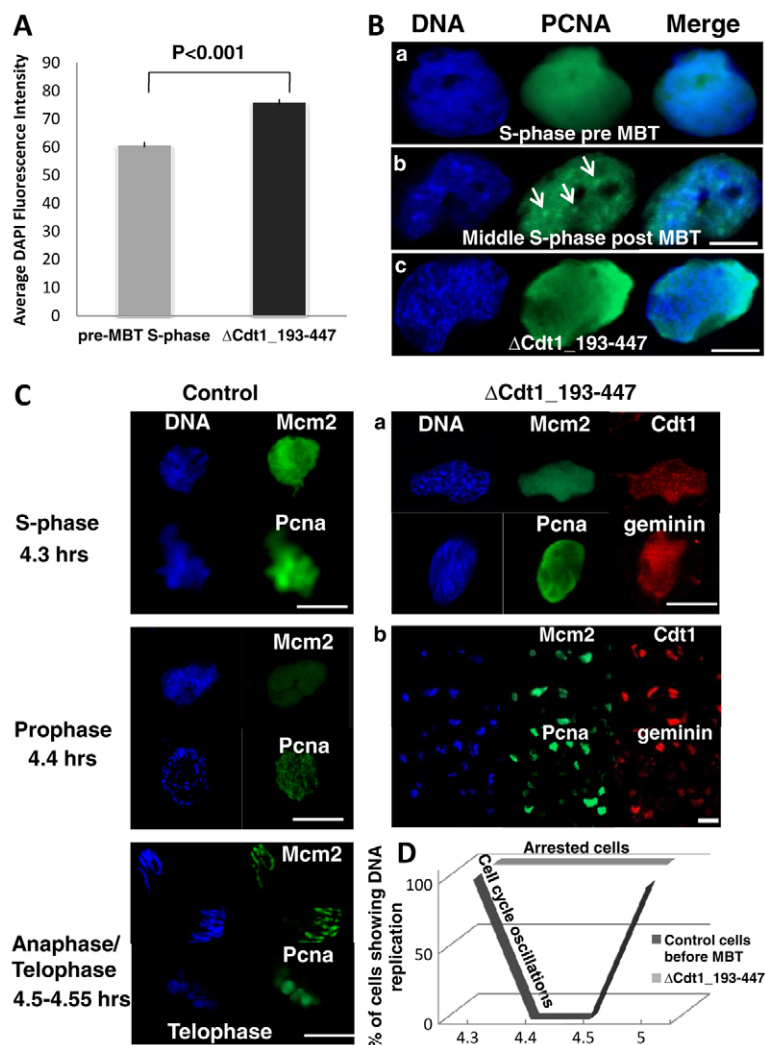 A
P<0.001
Average DAPI Fluorescence Intensity
90
80
70
60
50
40
30
20
10
0
pre-MBT S-phase
ΔCdt1_193-447
B
DNA
PCNA
Merge
a
S-phase pre MBT
b
Middle S-phase post MBT
c
ΔCdt1_193-447
C
Control
DNA
Mcm2
S-phase
4.3 hrs
Pcna
Mcm2
Prophase
4.4 hrs
Pcna
Mcm2
Anaphase/
Telophase
4.5-4.55 hrs
Pcna
Telophase
ΔCdt1_193-447
a
DNA
Mcm2
Cdt1
Pcna
geminin
b
Mcm2
Cdt1
Pcna
geminin
D
Arrested cells
Cell cycle oscillations
% of cells showing DNA
replication
100
50
0
4.3
4.4
4.5
5
Control cells
before MBT
ΔCdt1_193-447